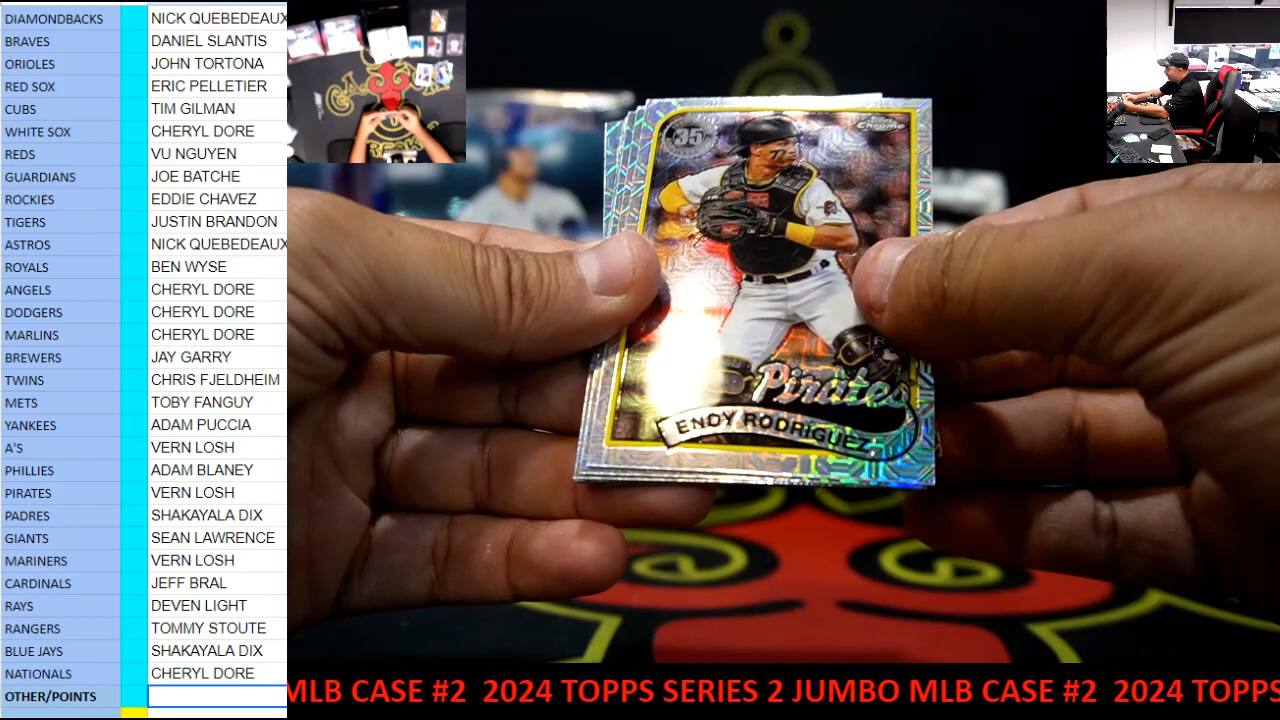 DIAMONDBACKS NICK QUEBEDEAUX
BRAVES DANIEL SLANTIS
ORIOLES JOHN TORTONA
RED SOX ERIC PELLETIER
CUBS TIM GILMAN
WHITE SOX CHERYL DORE
REDS VU NGUYEN
GUARDIANS JOE BATCHE
ROCKIES EDDIE CHAVEZ
TIGERS JUSTIN BRANDON
ASTROS NICK QUEBEDEAUX
ROYALS BEN WYSE
ANGELS CHERYL DORE
DODGERS CHERYL DORE
MARLINS CHERYL DORE
BREWERS JAY GARRY
TWINS CHRIS FJELDHEIM
METS TOBY FANGUY
YANKEES ADAM PUCCIA
A'S VERN LOSH
PHILLIES ADAM BLANEY
PIRATES VERN LOSH
PADRES SHAKAYALA DIX
GIANTS SEAN LAWRENCE
MARINERS VERN LOSH
CARDINALS JEFF BRAL
RAYS DEVEN LIGHT
RANGERS TOMMY STOUTE
BLUE JAYS SHAKAYALA DIX
NATIONALS CHERYL DORE
OTHER/POINTS
35
Topps Chrome
Pirates
ENDY RODRIGUEZ
MLB CASE #2 2024 TOPPS SERIES 2 JUMBO MLB CASE #2 2024 TOPPS